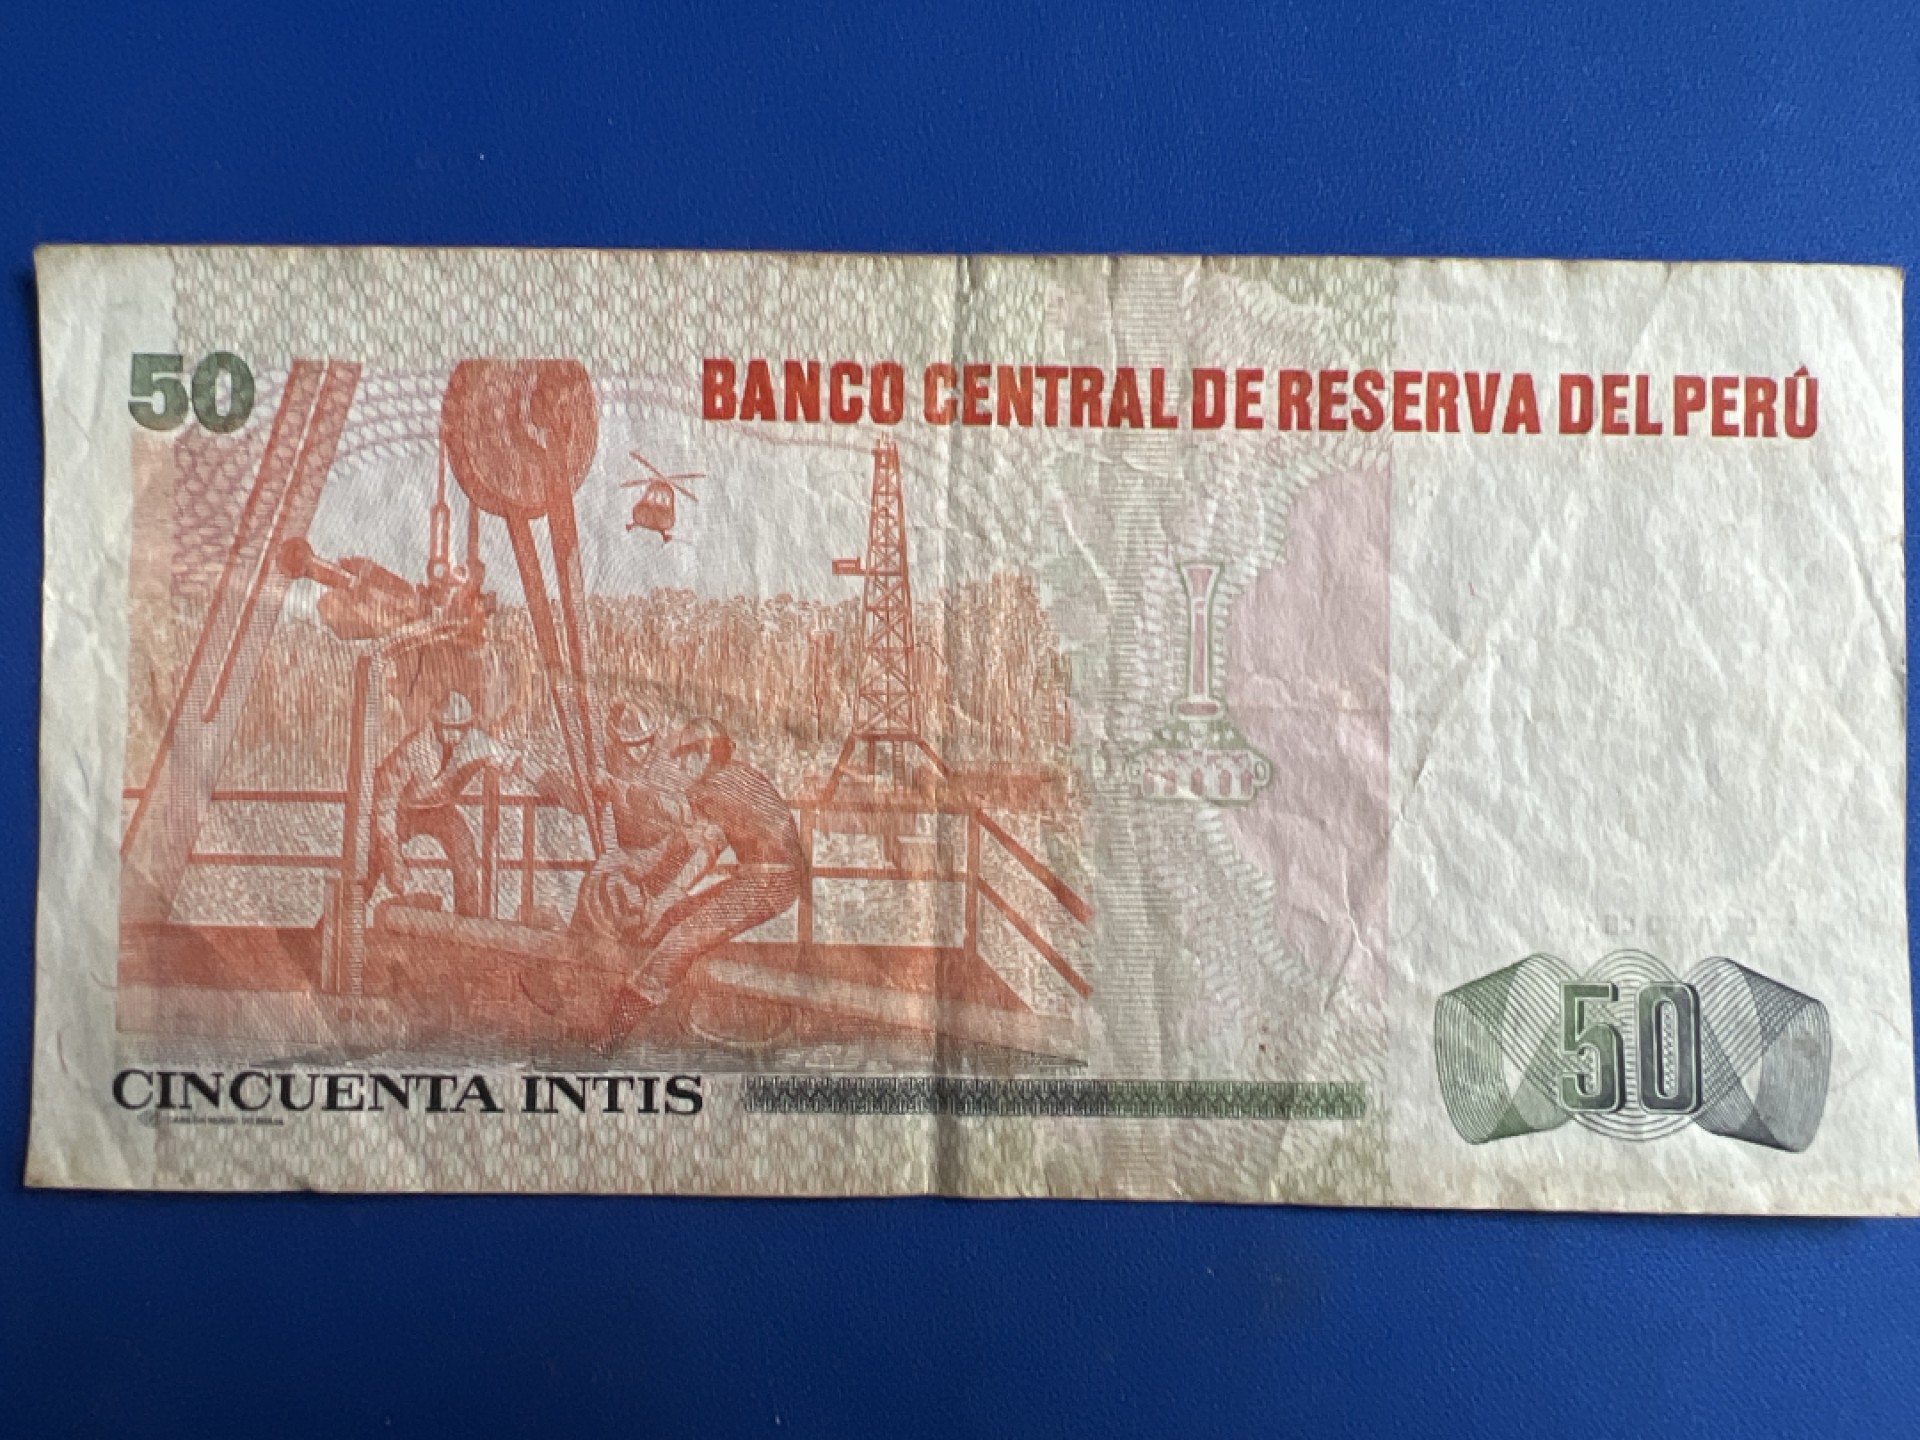 50
BANCO CENTRAL DE RESERVA DEL PERÚ
CINCUENTA INTIS
50